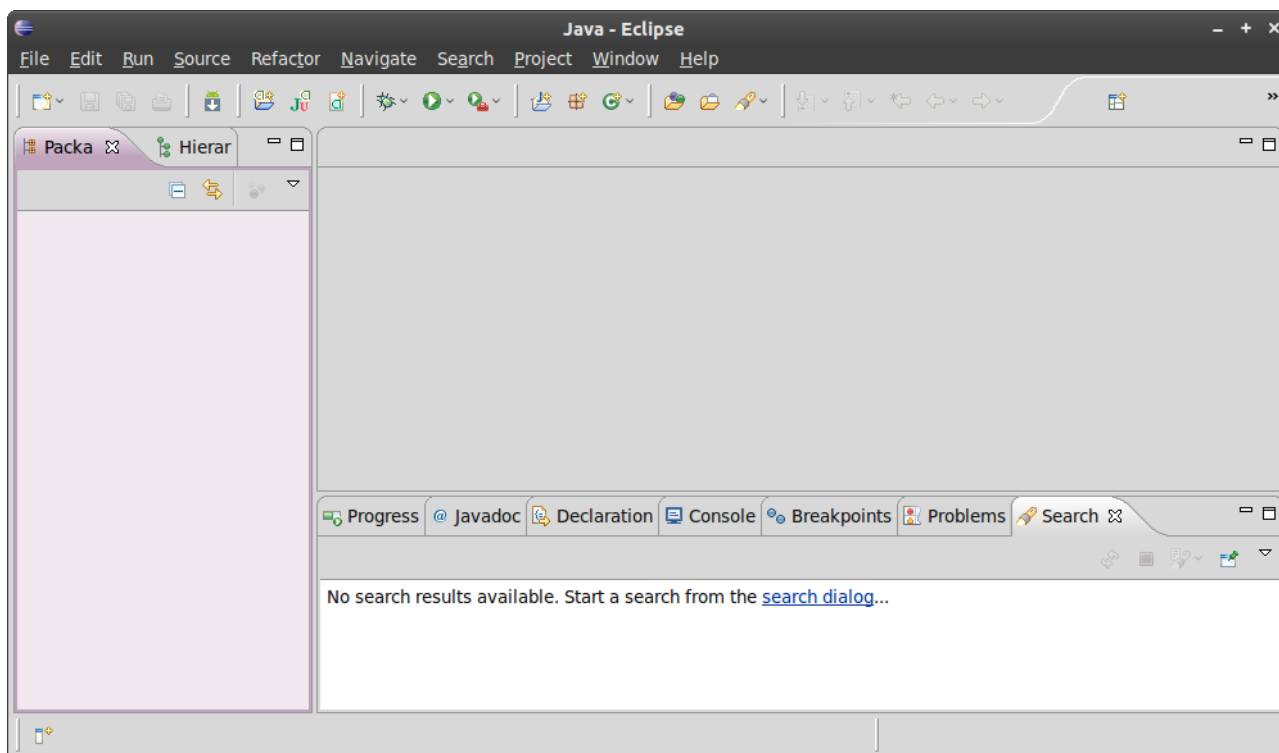 Java - Eclipse
File Edit Run Source Refactor Navigate Search Project Window Help
Packa Hierar
Progress @ Javadoc Declaration Console Breakpoints Problems Search
No search results available. Start a search from the search dialog...